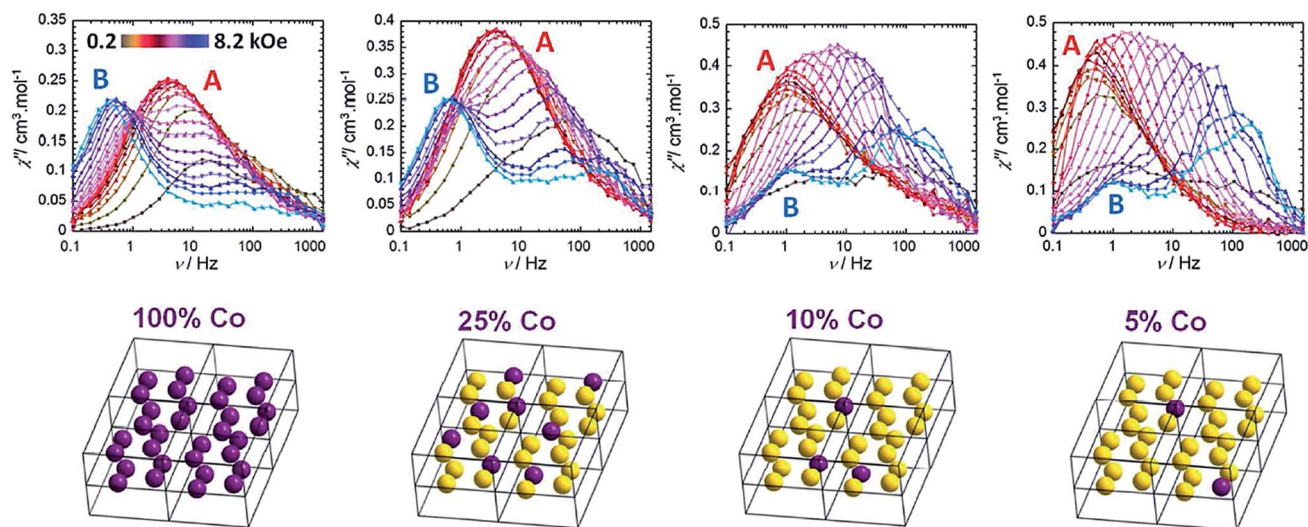 0.35
0.3
0.25
0.2
0.15
0.1
0.05
0
χ″/ cm³.mol⁻¹
0.2 8.2 kOe
B
A
0.1 1 10 100 1000
ν / Hz
0.4
0.35
0.3
0.25
0.2
0.15
0.1
0.05
0
χ″/ cm³.mol⁻¹
A
B
0.1 1 10 100 1000
ν / Hz
0.5
0.4
0.3
0.2
0.1
0
χ″/ cm³.mol⁻¹
A
B
0.1 1 10 100 1000
ν / Hz
0.5
0.4
0.3
0.2
0.1
0
χ″/ cm³.mol⁻¹
A
B
0.1 1 10 100 1000
ν / Hz
100% Co
25% Co
10% Co
5% Co